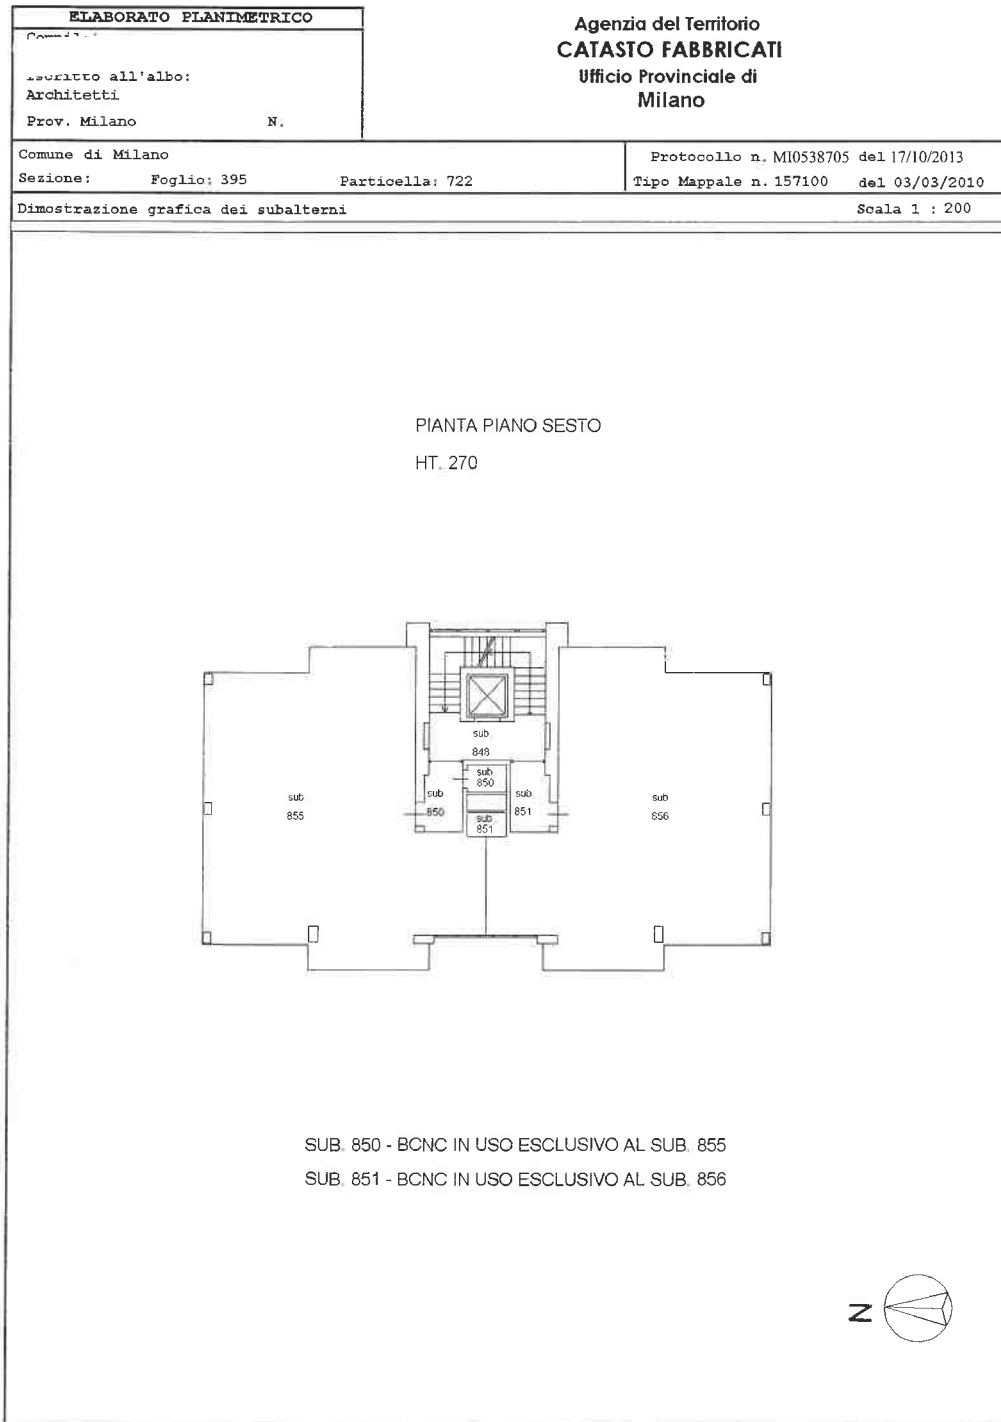 ELABORATO PLANIMETRICO
Iscritto all'albo:
Architetti
Prov. Milano N.
Agenzia del Territorio
CATASTO FABBRICATI
Ufficio Provinciale di
Milano
Comune di Milano
Sezione: Foglio: 395 Particella: 722
Protocollo n. MI0538705 del 17/10/2013
Tipo Mappale n. 157100 del 03/03/2010
Dimostrazione grafica dei subalterni Scala 1 : 200
PIANTA PIANO SESTO
HT. 270
sub
848
sub
850
sub
850
sub
851
sub
851
sub
855
sub
856
SUB. 850 - BCNC IN USO ESCLUSIVO AL SUB. 855
SUB. 851 - BCNC IN USO ESCLUSIVO AL SUB. 856
N